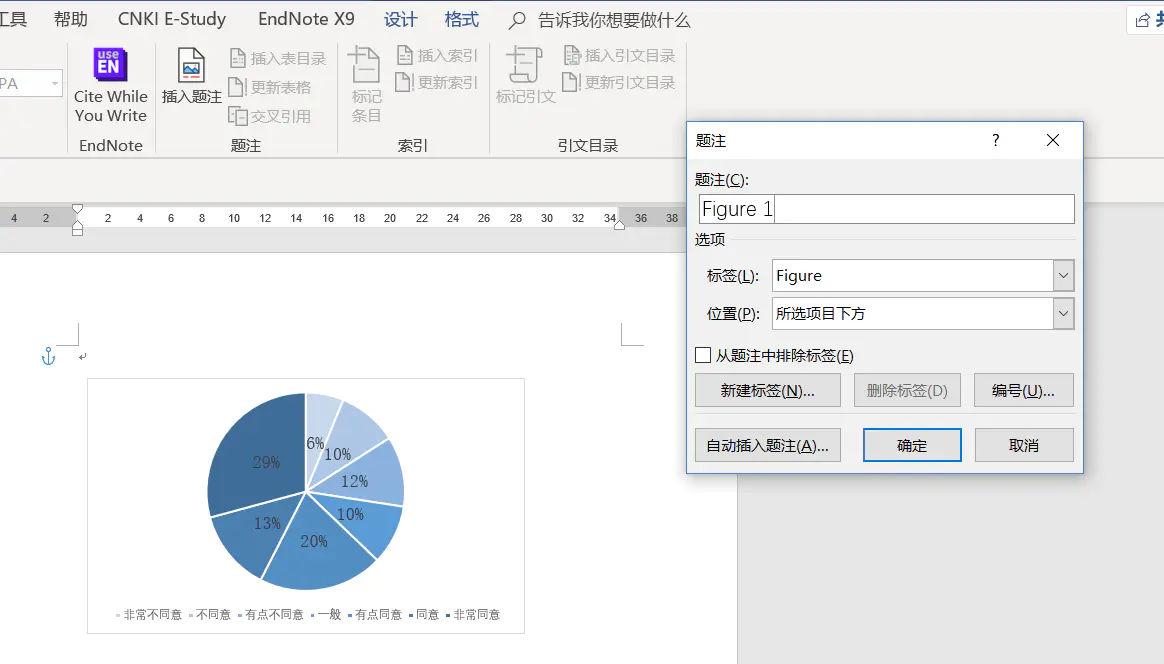 工具 帮助 CNKI E-Study EndNote X9 设计 格式 告诉我你想要做什么
PA
use
EN
Cite While
You Write
EndNote
插入题注
插入表目录
更新表格
交叉引用
题注
标记
条目
插入索引
更新索引
索引
标记引文
插入引文目录
更新引文目录
引文目录
4 2 2 4 6 8 10 12 14 16 18 20 22 24 26 28 30 32 34 36 38
题注 ?
题注(C):
Figure 1
选项
标签(L): Figure
位置(P): 所选项目下方
从题注中排除标签(E)
新建标签(N)... 删除标签(D) 编号(U)...
自动插入题注(A)... 确定 取消
6%
10%
12%
10%
20%
13%
29%
非常不同意 不同意 有点不同意 一般 有点同意 同意 非常同意